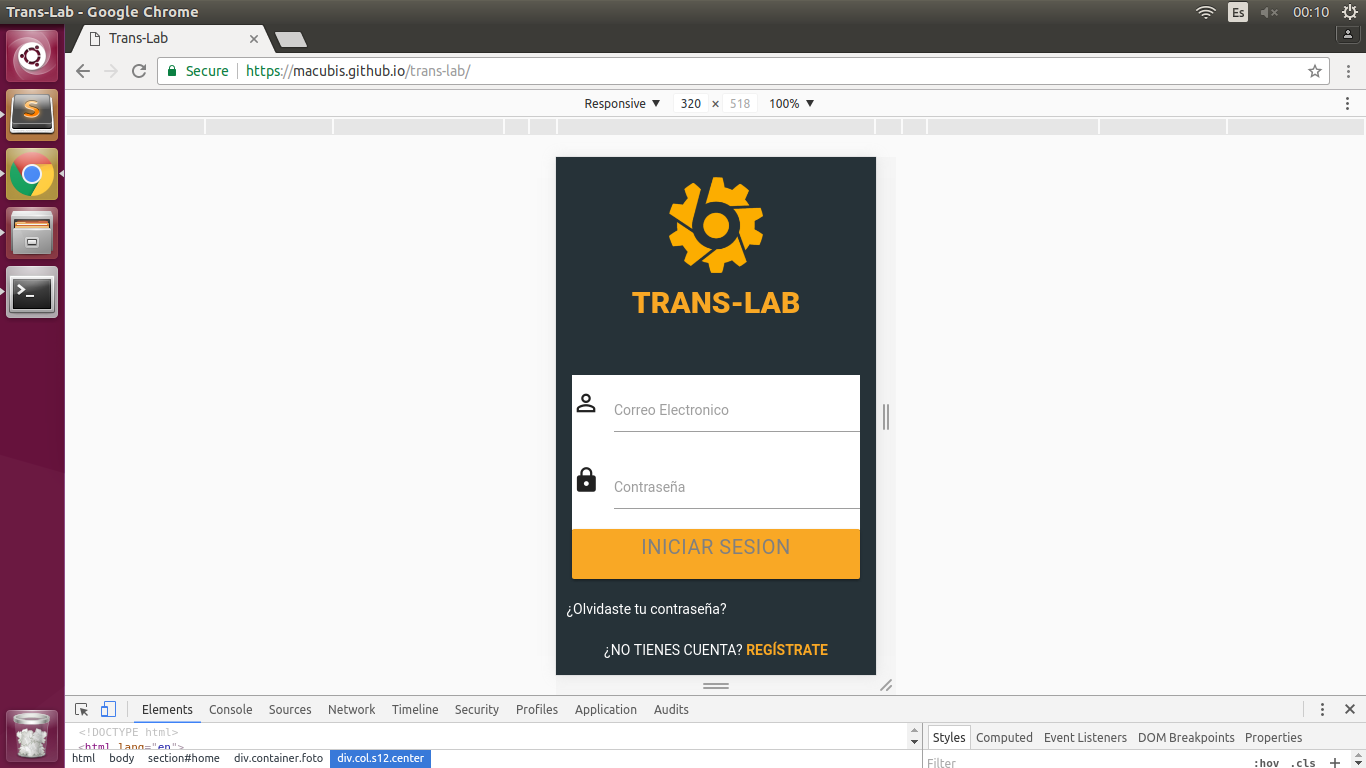 Trans-Lab - Google Chrome
Es
00:10
Trans-Lab
Secure
https://macubis.github.io/trans-lab/
Responsive ▼ 320 × 518 100% ▼
TRANS-LAB
Correo Electronico
Contraseña
INICIAR SESION
¿Olvidaste tu contraseña?
¿NO TIENES CUENTA? REGÍSTRATE
Elements Console Sources Network Timeline Security Profiles Application Audits
<!DOCTYPE html>
<html lang="en">
html body section#home div.container.foto div.col.s12.center
Styles Computed Event Listeners DOM Breakpoints Properties
Filter :hov .cls +